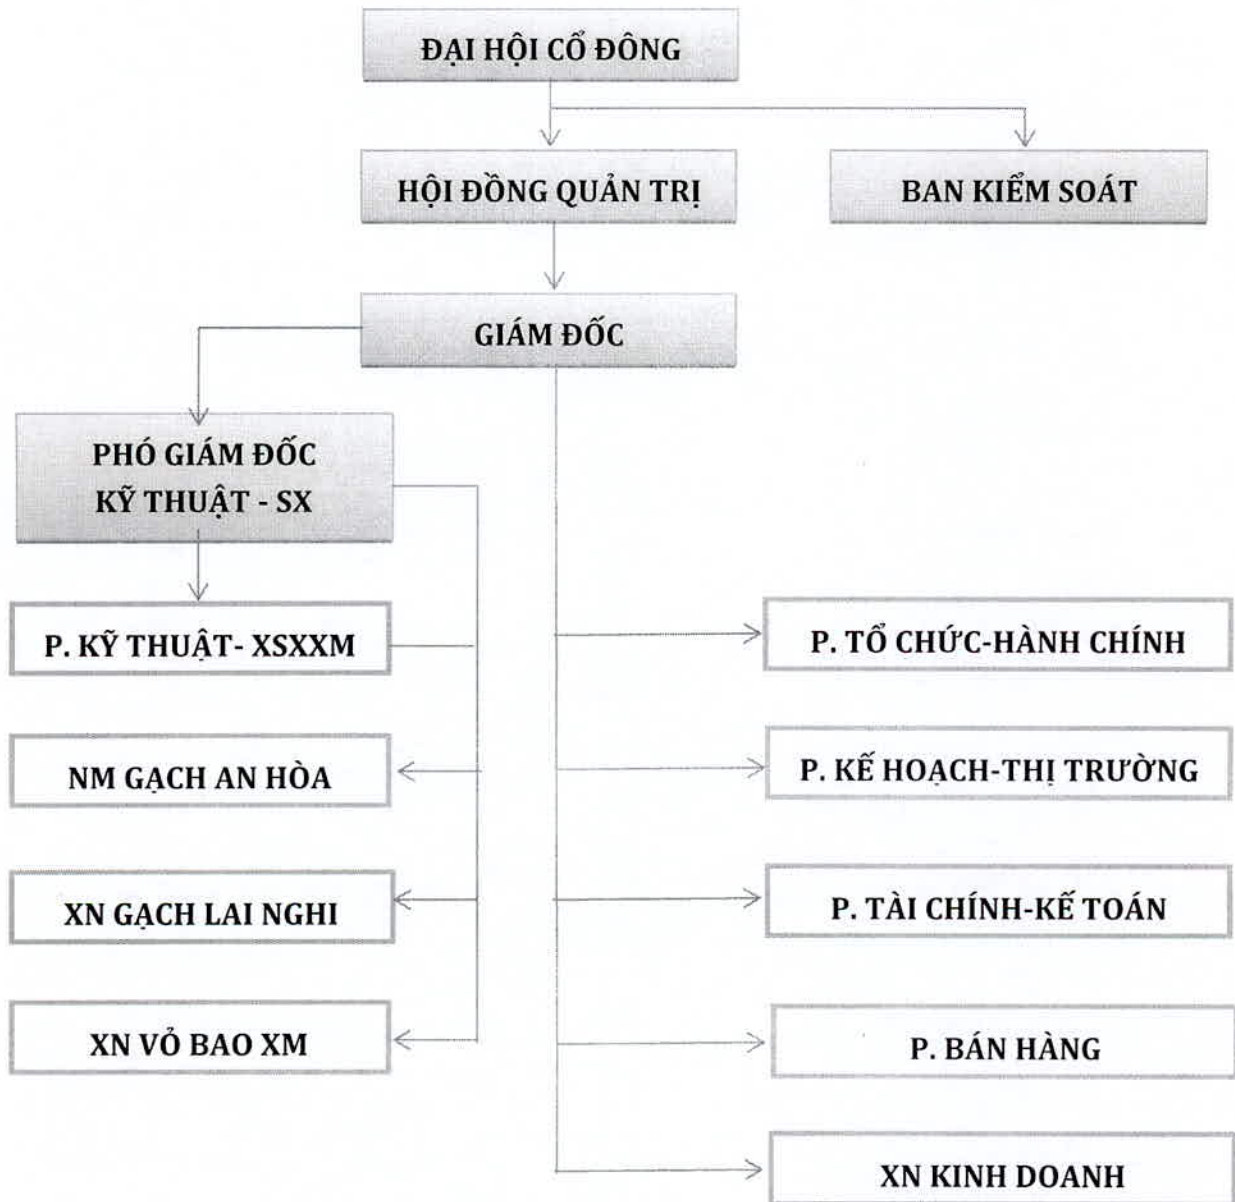 ĐẠI HỘI CỔ ĐÔNG
HỘI ĐỒNG QUẢN TRỊ
BAN KIỂM SOÁT
GIÁM ĐỐC
PHÓ GIÁM ĐỐC
KỸ THUẬT - SX
P. KỸ THUẬT- XSXXM
P. TỔ CHỨC-HÀNH CHÍNH
NM GẠCH AN HÒA
P. KẾ HOẠCH-THỊ TRƯỜNG
XN GẠCH LAI NGHI
P. TÀI CHÍNH-KẾ TOÁN
XN VỎ BAO XM
P. BÁN HÀNG
XN KINH DOANH